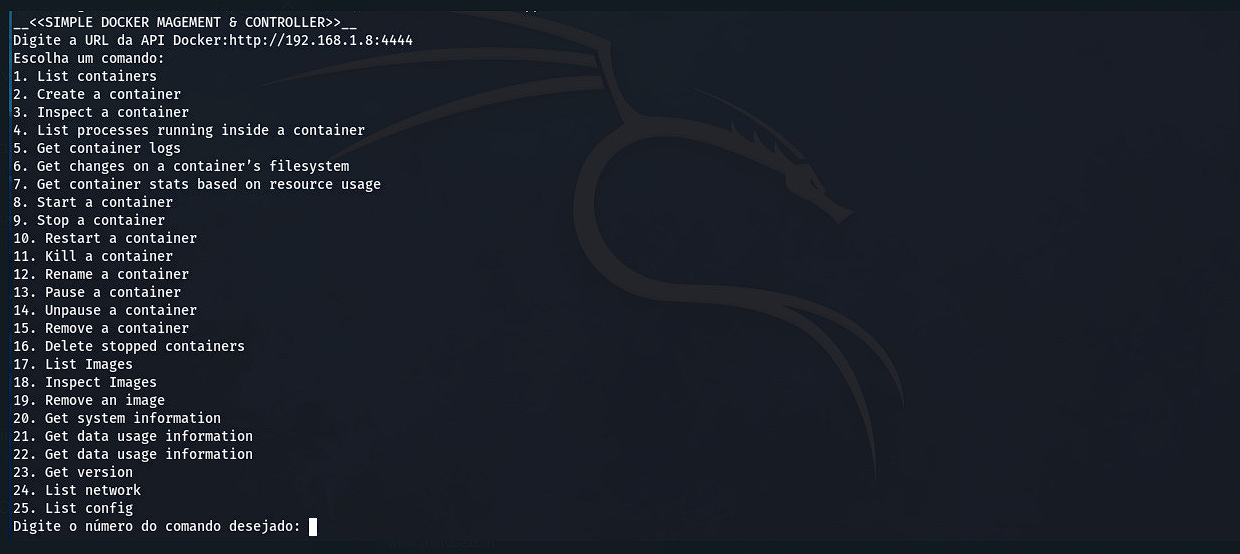 __<<SIMPLE DOCKER MAGEMENT & CONTROLLER>>__
Digite a URL da API Docker:http://192.168.1.8:4444
Escolha um comando:
1. List containers
2. Create a container
3. Inspect a container
4. List processes running inside a container
5. Get container logs
6. Get changes on a container’s filesystem
7. Get container stats based on resource usage
8. Start a container
9. Stop a container
10. Restart a container
11. Kill a container
12. Rename a container
13. Pause a container
14. Unpause a container
15. Remove a container
16. Delete stopped containers
17. List Images
18. Inspect Images
19. Remove an image
20. Get system information
21. Get data usage information
22. Get data usage information
23. Get version
24. List network
25. List config
Digite o número do comando desejado: